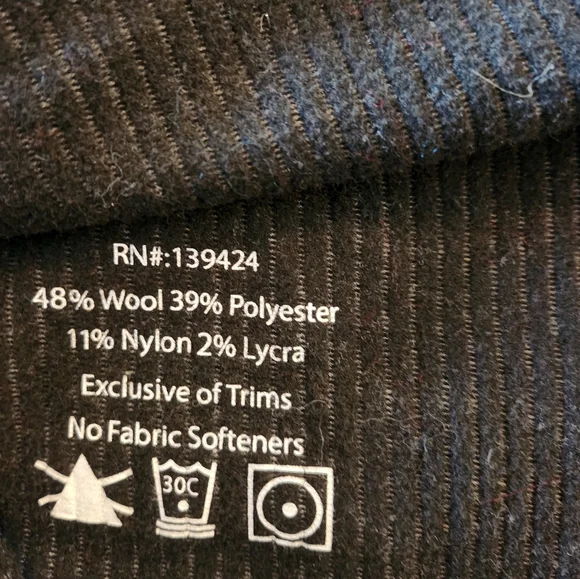 RN#:139424
48% Wool 39% Polyester
11% Nylon 2% Lycra
Exclusive of Trims
No Fabric Softeners
30C